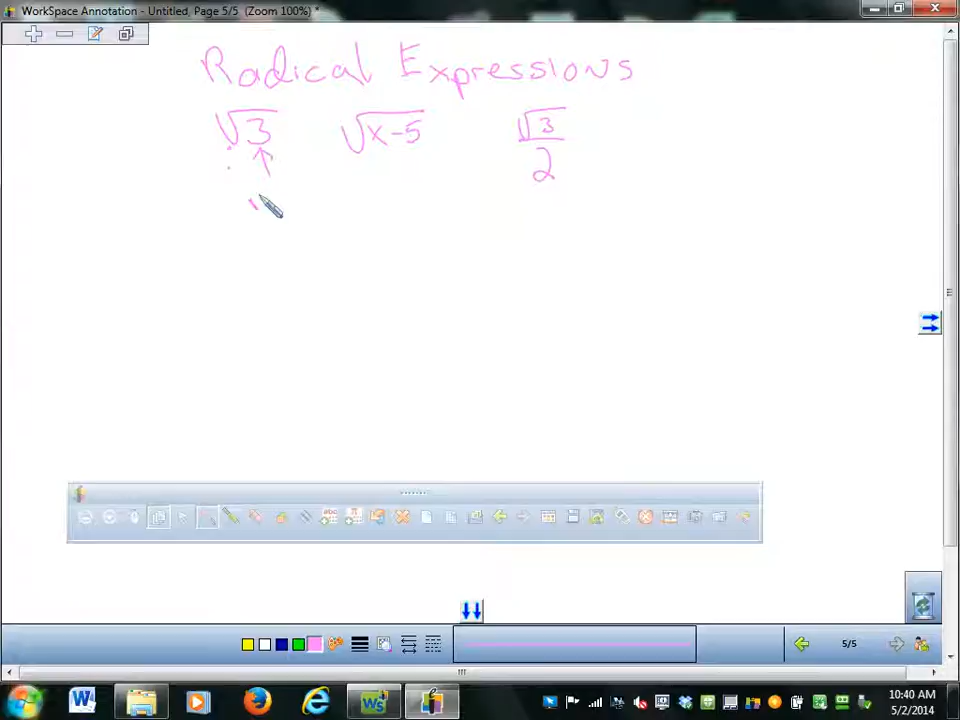 WorkSpace Annotation - Untitled, Page 5/5 (Zoom 100%) *
Radical Expressions
√3 √x-5 √3/2
5/5
10:40 AM
5/2/2014